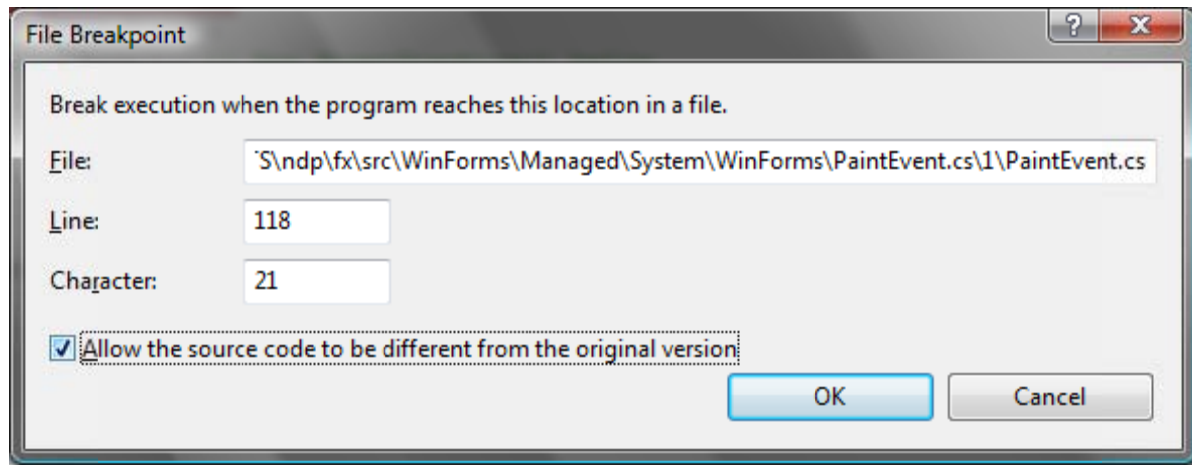 File Breakpoint
Break execution when the program reaches this location in a file.
File: S\ndp\fx\src\WinForms\Managed\System\WinForms\PaintEvent.cs\1\PaintEvent.cs
Line: 118
Character: 21
Allow the source code to be different from the original version
OK Cancel